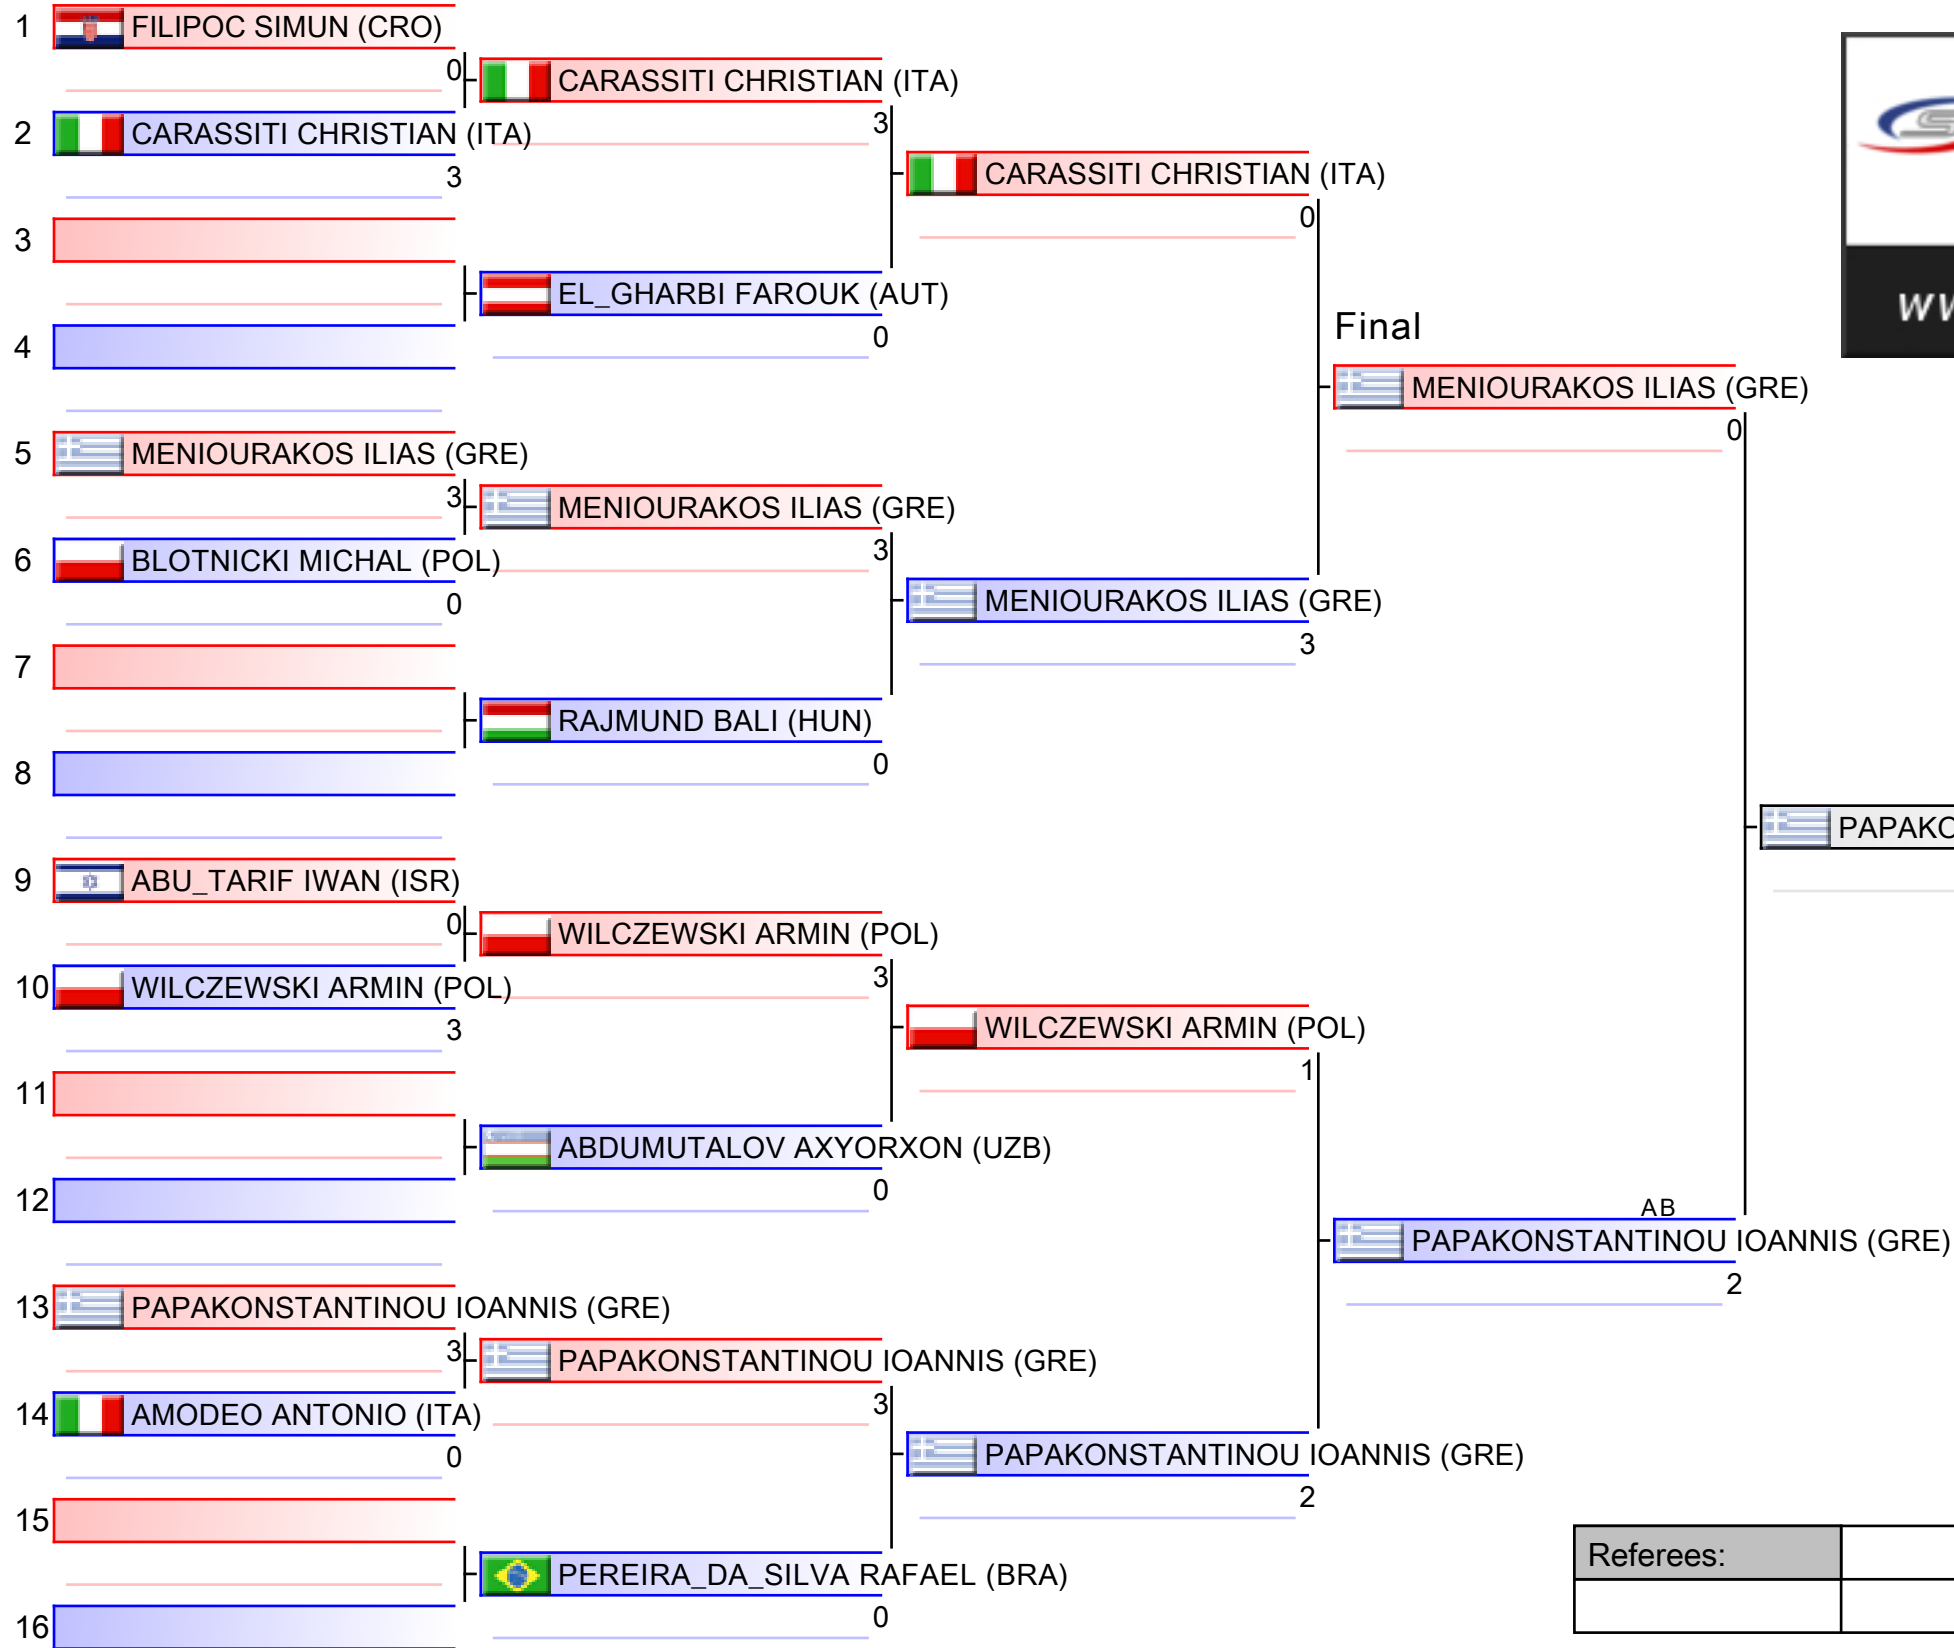 1 FILIPOC SIMUN (CRO)
0
CARASSITI CHRISTIAN (ITA)
3
2 CARASSITI CHRISTIAN (ITA)
3
CARASSITI CHRISTIAN (ITA)
0
3
EL_GHARBI FAROUK (AUT)
0
4
Final
MENIOURAKOS ILIAS (GRE)
0
5 MENIOURAKOS ILIAS (GRE)
3
MENIOURAKOS ILIAS (GRE)
3
6 BLOTNICKI MICHAL (POL)
0
MENIOURAKOS ILIAS (GRE)
3
7
RAJMUND BALI (HUN)
0
8
PAPAKO
9 ABU_TARIF IWAN (ISR)
0
WILCZEWSKI ARMIN (POL)
3
10 WILCZEWSKI ARMIN (POL)
3
WILCZEWSKI ARMIN (POL)
1
11
ABDUMUTALOV AXYORXON (UZB)
0
12
AB
PAPAKONSTANTINOU IOANNIS (GRE)
2
13 PAPAKONSTANTINOU IOANNIS (GRE)
3
PAPAKONSTANTINOU IOANNIS (GRE)
3
14 AMODEO ANTONIO (ITA)
0
PAPAKONSTANTINOU IOANNIS (GRE)
2
15
PEREIRA_DA_SILVA RAFAEL (BRA)
0
16
Referees: